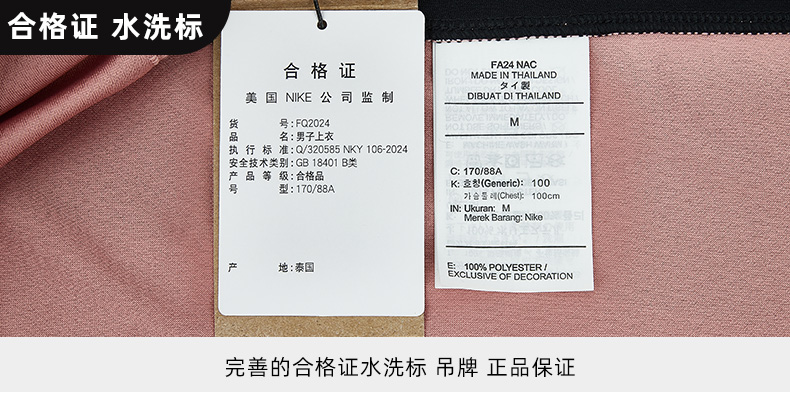 合格证 水洗标
合格证
美国 NIKE 公司监制
货 号:FQ2024
品 名:男子上衣
执行标准:Q/320585 NKY 106-2024
安全技术类别:GB 18401 B类
产品等级:合格品
号 型:170/88A
产 地:泰国
FA24 NAC
MADE IN THAILAND
タイ製
DIBUAT DI THAILAND
M
C: 170/88A
K: 호칭(Generic): 100
가슴둘레(Chest): 100cm
IN: Ukuran: M
Merek Barang: Nike
E: 100% POLYESTER /
EXCLUSIVE OF DECORATION
完善的合格证水洗标 吊牌 正品保证